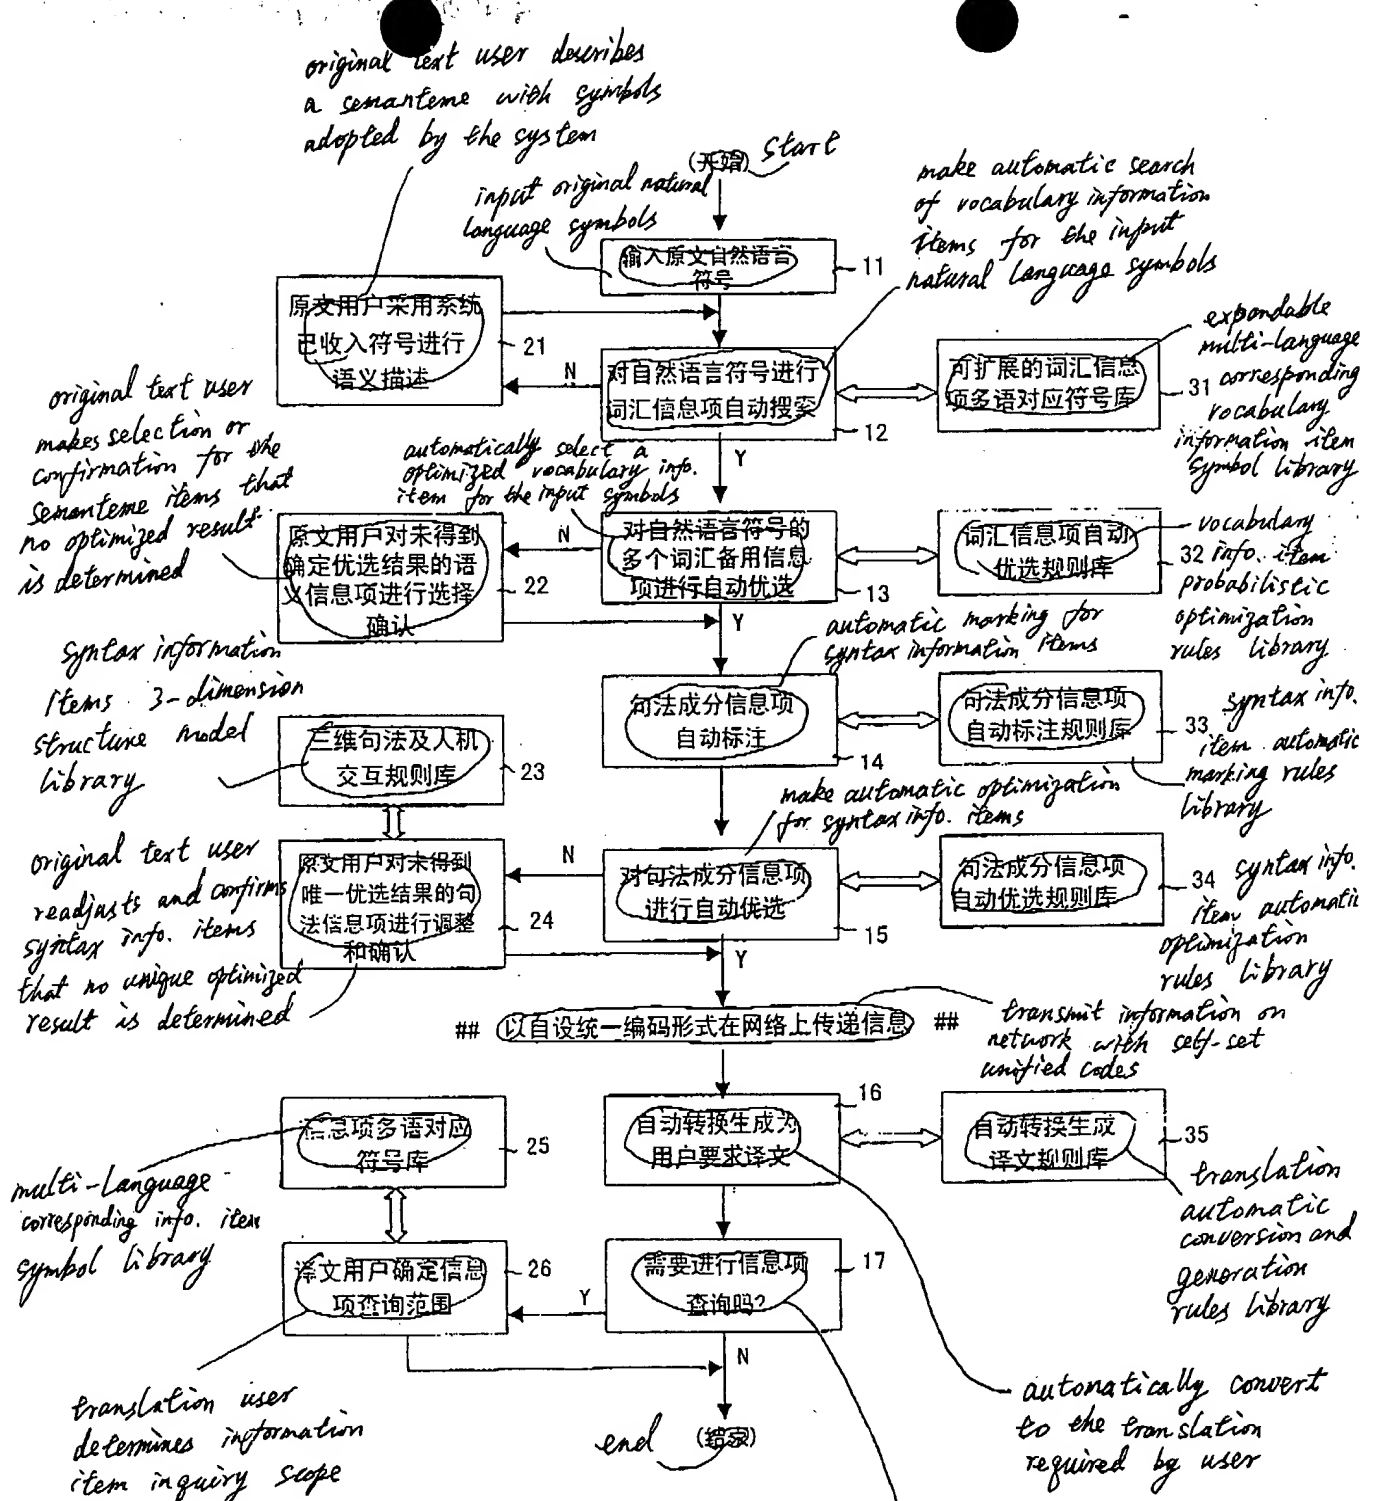 original text user describes
a semanteme with symbols
adopted by the system
(开始)
start
input original natural
language symbols
make automatic search
of vocabulary information
items for the input
natural language symbols
输入原文自然语言
符号
11
原文用户采用系统
已收入符号进行
语义描述
21
N
对自然语言符号进行
词汇信息项自动搜索
12
可扩展的词汇信息
项多语对应符号库
31
expandable
multi-language
corresponding
vocabulary
information item
symbol library
original text user
makes selection or
confirmation for the
semanteme items that
no optimized result
is determined
automatically select a
optimized vocabulary info.
item for the input symbols
Y
原文用户对未得到
确定优选结果的语
义信息项进行选择
确认
22
N
对自然语言符号的
多个词汇备用信息
项进行自动优选
13
词汇信息项自动
优选规则库
32
vocabulary
info. item
probabilistic
optimization
rules library
Y
automatic marking for
syntax information items
syntax information
items 3-dimension
structure model
library
三维句法及人机
交互规则库
23
句法成分信息项
自动标注
14
句法成分信息项
自动标注规则库
33
syntax info.
item automatic
marking rules
library
make automatic optimization
for syntax info. items
original text user
readjusts and confirms
syntax info. items
that no unique optimized
result is determined
原文用户对未得到
唯一优选结果的句
法信息项进行调整
和确认
24
N
对句法成分信息项
进行自动优选
15
句法成分信息项
自动优选规则库
34
syntax info.
item automatic
optimization
rules library
Y
## 以自设统一编码形式在网络上传递信息 ##
transmit information on
network with self-set
unified codes
信息项多语对应
符号库
25
自动转换生成为
用户要求译文
16
自动转换生成
译文规则库
35
multi-language
corresponding info. item
symbol library
translation
automatic
conversion and
generation
rules library
译文用户确定信息
项查询范围
26
Y
需要进行信息项
查询吗?
17
N
translation user
determines information
item inquiry scope
end
(结束)
automatically convert
to the translation
required by user